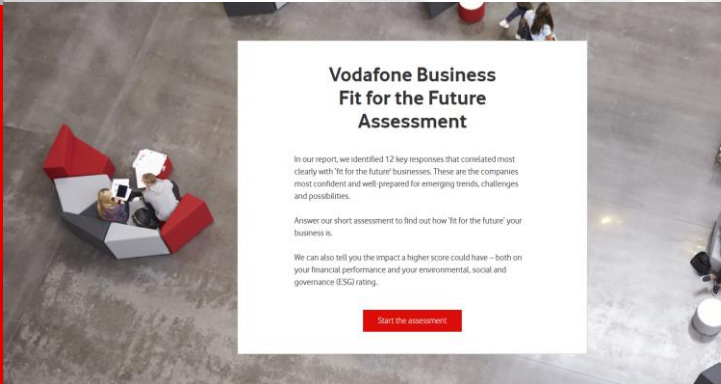 Vodafone Business
Fit for the Future
Assessment
In our report, we identified 12 key responses that correlated most
clearly with 'fit for the future' businesses. These are the companies
most confident and well-prepared for emerging trends, challenges
and possibilities.
Answer our short assessment to find out how 'fit for the future' your
business is.
We can also tell you the impact a higher score could have – both on
your financial performance and your environmental, social and
governance (ESG) rating.
Start the assessment